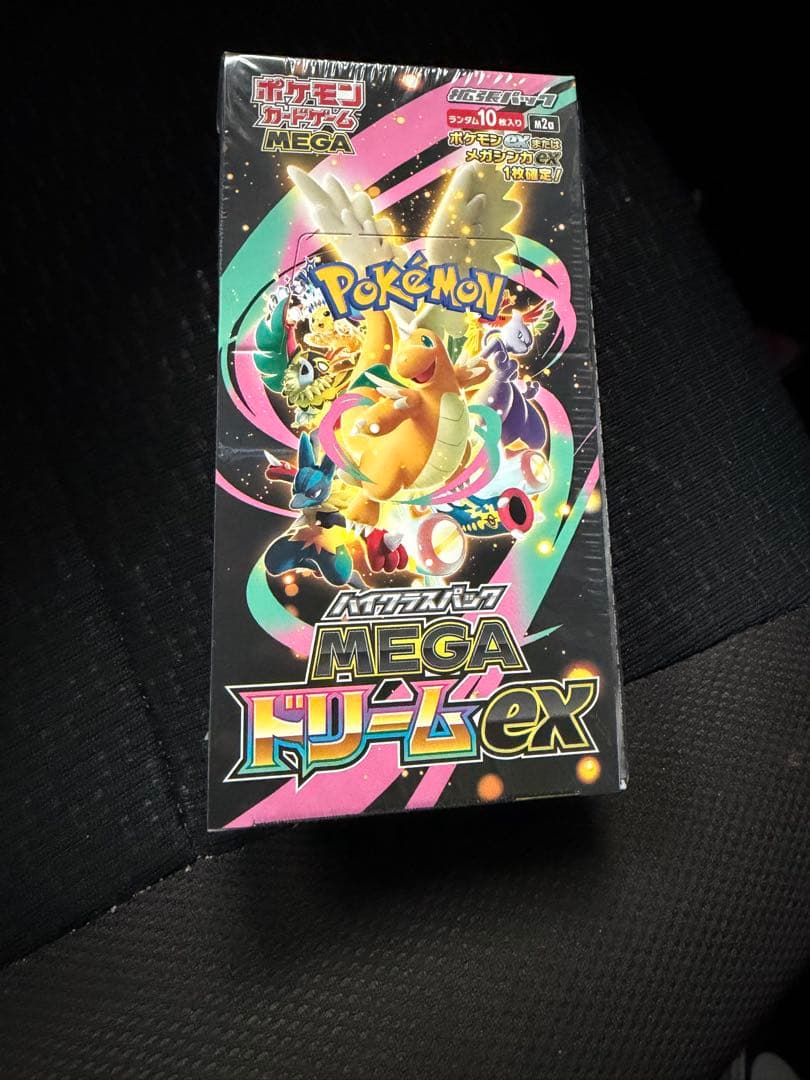 ポケモン
カードゲーム
MEGA
拡張パック
ランダム10枚入り M2a
ポケモンexまたは
メガシンカex
1枚確定!
POKÉMON
ハイクラスパック
MEGA
ドリームex